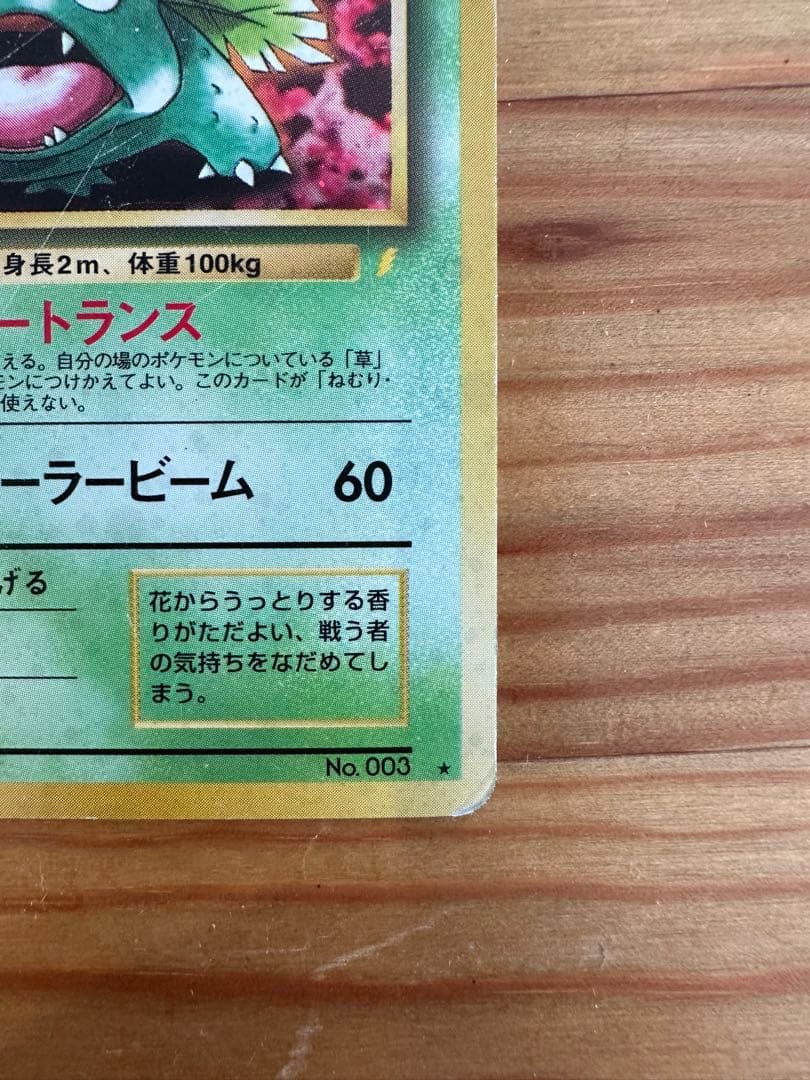 身長2m、体重100kg
ートランス
える。自分の場のポケモンについている「草」
モンにつけかえてよい。このカードが「ねむり・
使えない。
ーラービーム 60
げる
花からうっとりする香
りがただよい、戦う者
の気持ちをなだめてし
まう。
No. 003 ★